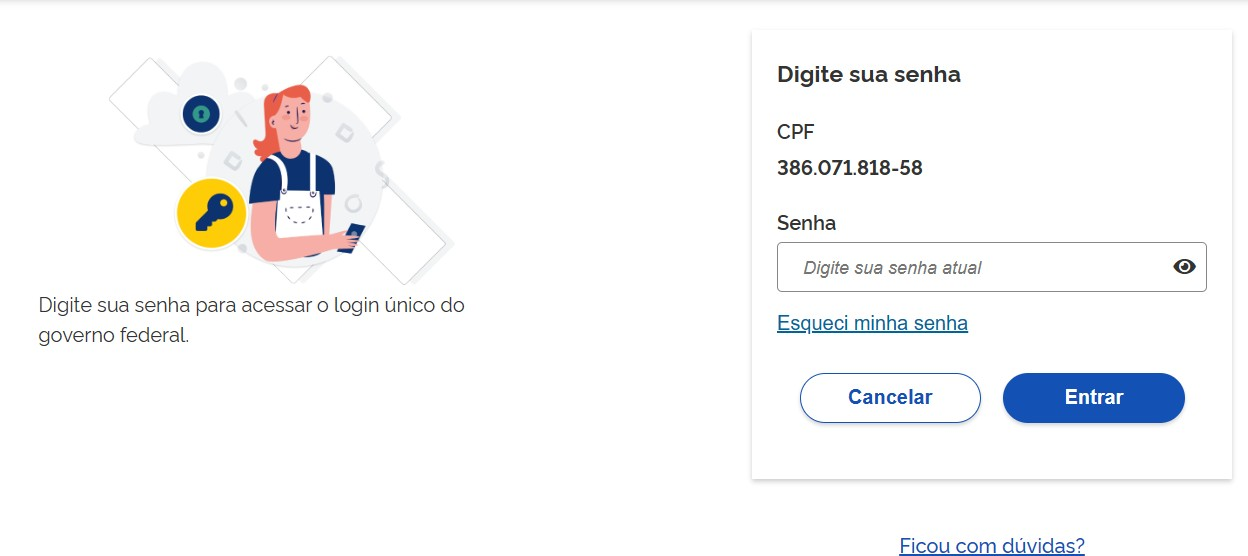 Digite sua senha para acessar o login único do
governo federal.
Digite sua senha
CPF
386.071.818-58
Senha
Digite sua senha atual
Esqueci minha senha
Cancelar
Entrar
Ficou com dúvidas?